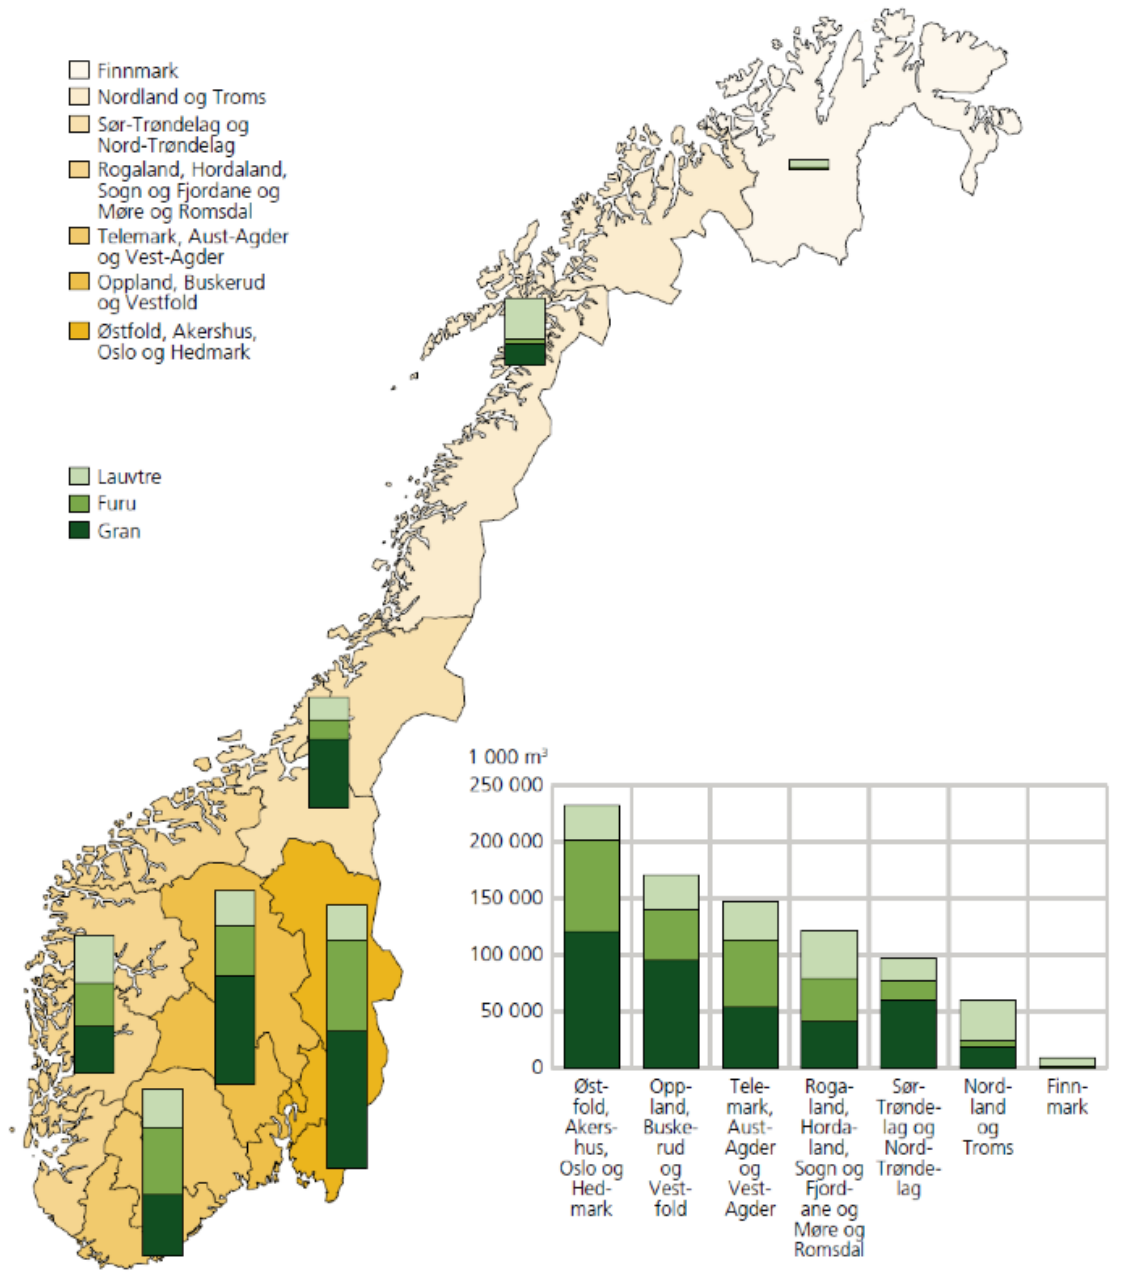 Finnmark
Nordland og Troms
Sør-Trøndelag og
Nord-Trøndelag
Rogaland, Hordaland,
Sogn og Fjordane og
Møre og Romsdal
Telemark, Aust-Agder
og Vest-Agder
Oppland, Buskerud
og Vestfold
Østfold, Akershus,
Oslo og Hedmark
Lauvtre
Furu
Gran
1 000 m³
250 000
200 000
150 000
100 000
50 000
0
Øst-
fold,
Akers-
hus,
Oslo og
Hed-
mark
Opp-
land,
Buske-
rud
og
Vest-
fold
Tele-
mark,
Aust-
Agder
og
Vest-
Agder
Roga-
land,
Horda-
land,
Sogn og
Fjord-
ane og
Møre og
Romsdal
Sør-
Trønde-
lag og
Nord-
Trønde-
lag
Nord-
land
og
Troms
Finn-
mark